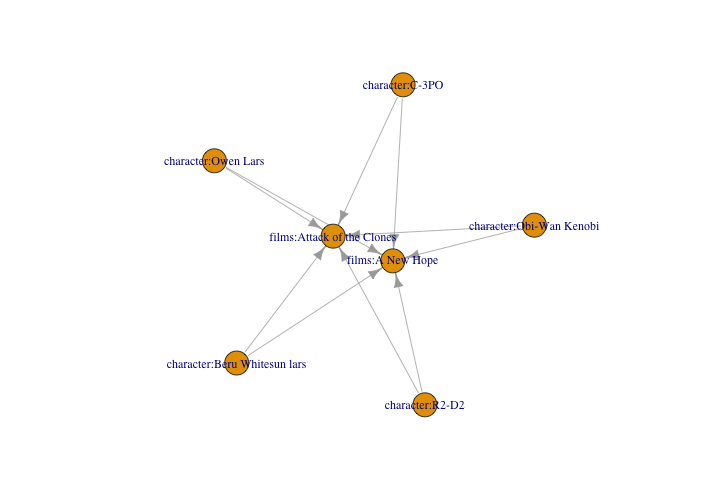 character:C-3PO
character:Owen Lars
character:Obi-Wan Kenobi
films:Attack of the Clones
films:A New Hope
character:Beru Whitesun lars
character:R2-D2